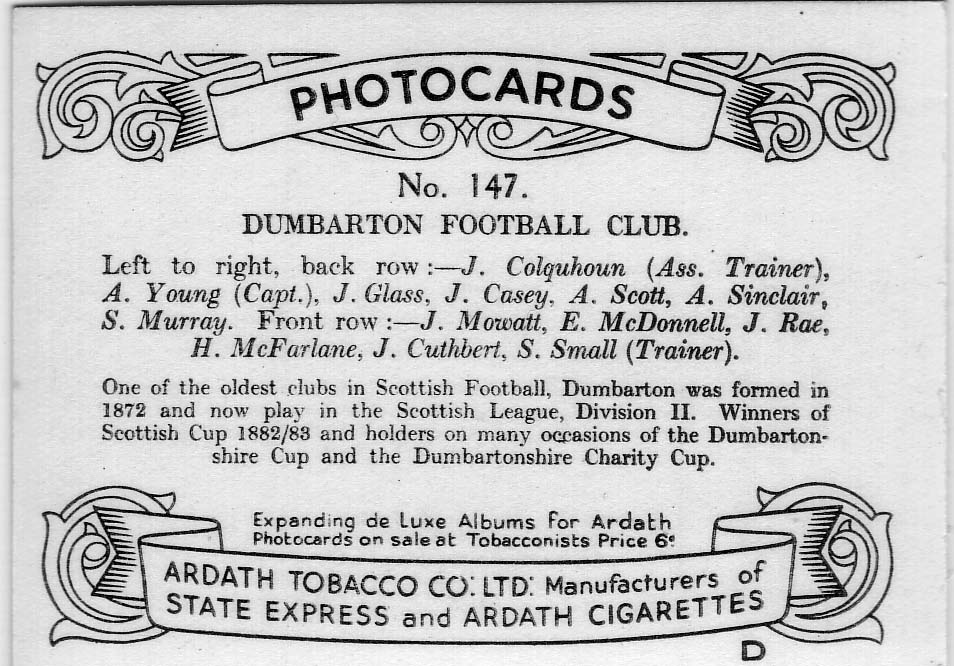 PHOTOCARDS
No. 147.
DUMBARTON FOOTBALL CLUB.
Left to right, back row :—J. Colquhoun (Ass. Trainer),
A. Young (Capt.), J. Glass, J. Casey, A. Scott, A. Sinclair,
S. Murray. Front row :—J. Mowatt, E. McDonnell, J. Rae,
H. McFarlane, J. Cuthbert, S. Small (Trainer).
One of the oldest clubs in Scottish Football, Dumbarton was formed in
1872 and now play in the Scottish League, Division II. Winners of
Scottish Cup 1882/83 and holders on many occasions of the Dumbarton-
shire Cup and the Dumbartonshire Charity Cup.
Expanding de Luxe Albums for Ardath
Photocards on sale at Tobacconists Price 6ᵈ
ARDATH TOBACCO CO. LTD. Manufacturers of
STATE EXPRESS and ARDATH CIGARETTES
D